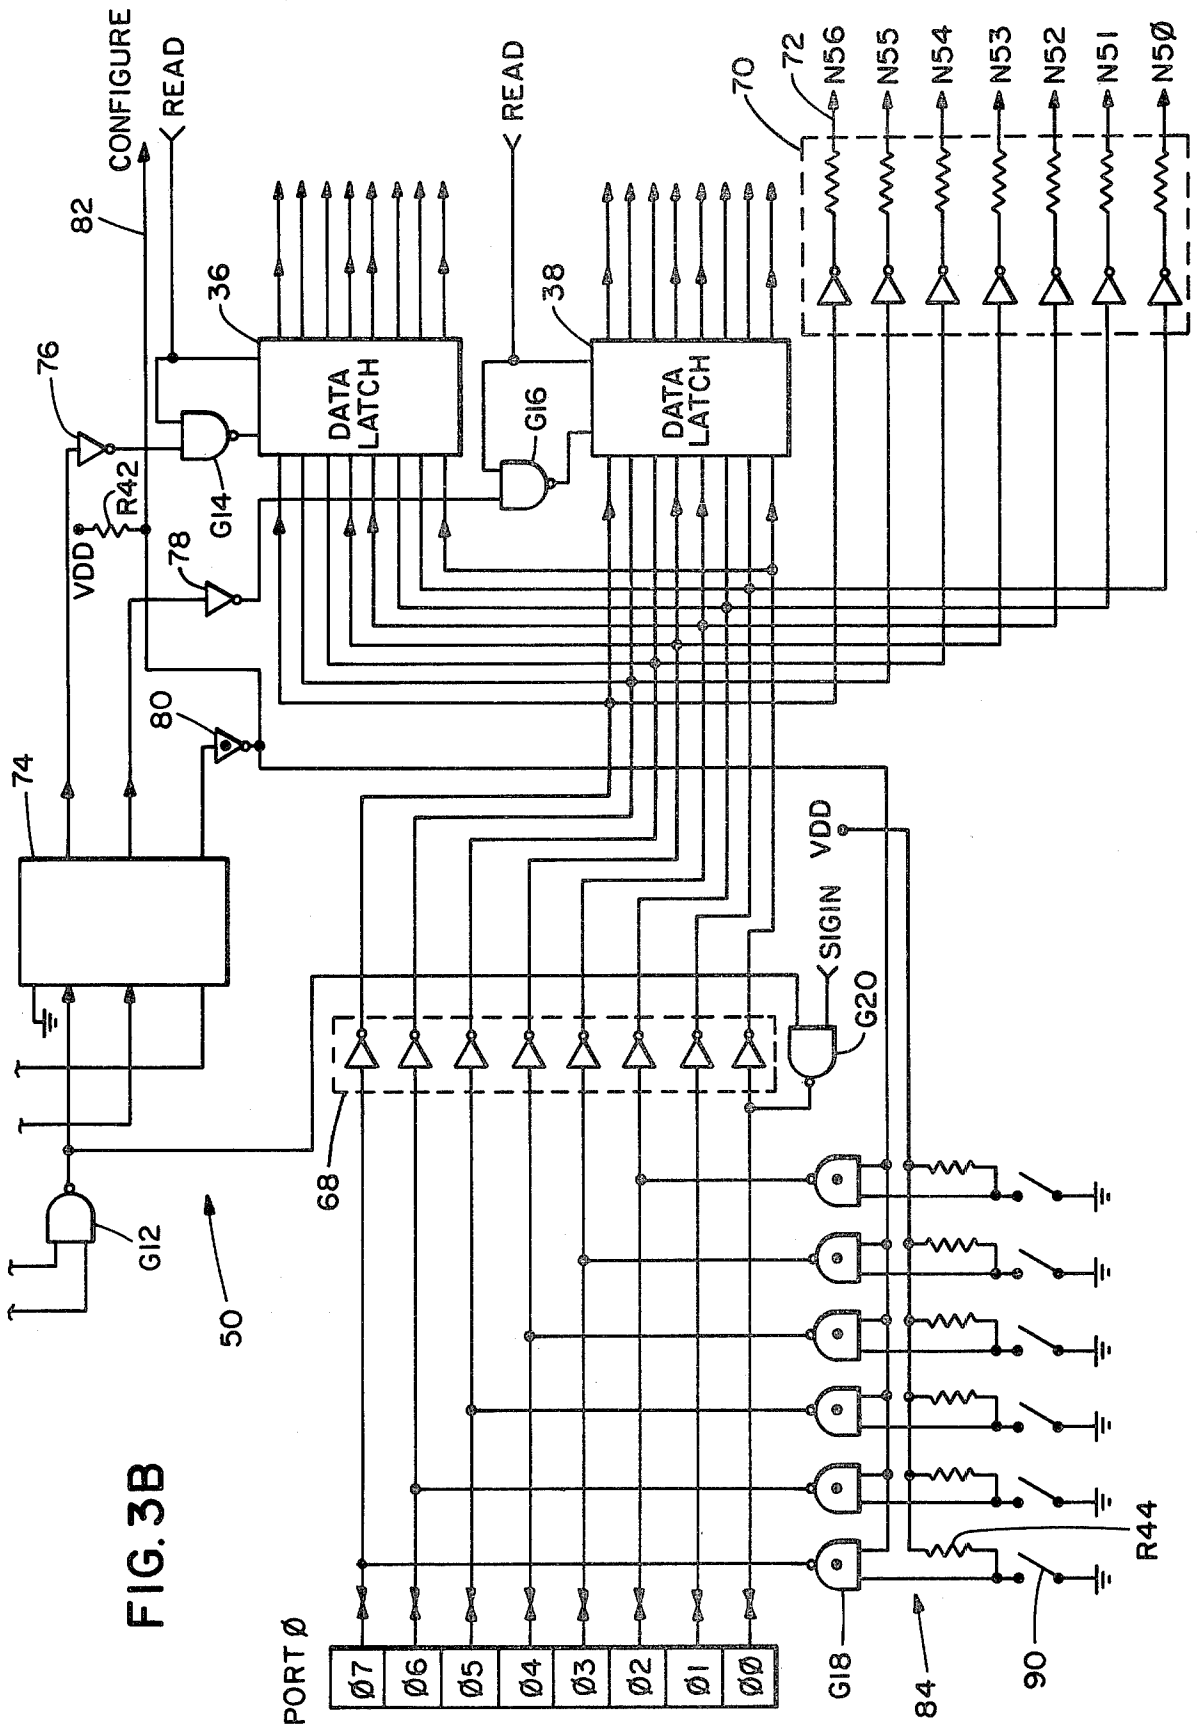 FIG. 3B
50
G12
74
80
78
VDD
R42
76
82
CONFIGURE
READ
G14
36
DATA
LATCH
READ
G16
38
DATA
LATCH
70
72
N56
N55
N54
N53
N52
N51
N5Ø
PORT Ø
Ø7
Ø6
Ø5
Ø4
Ø3
Ø2
Ø1
ØØ
68
SIGIN
G20
VDD
G18
84
90
R44